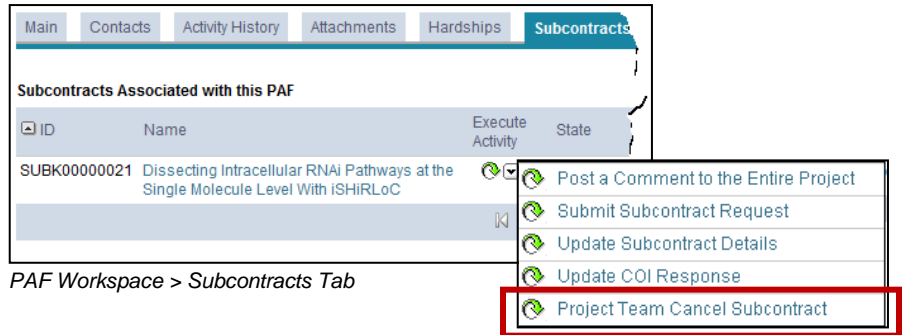 Main Contacts Activity History Attachments Hardships Subcontracts
Subcontracts Associated with this PAF
ID Name Execute Activity State
SUBK00000021 Dissecting Intracellular RNAi Pathways at the
Single Molecule Level With iSHiRLoC
Post a Comment to the Entire Project
Submit Subcontract Request
Update Subcontract Details
Update COI Response
Project Team Cancel Subcontract
PAF Workspace > Subcontracts Tab